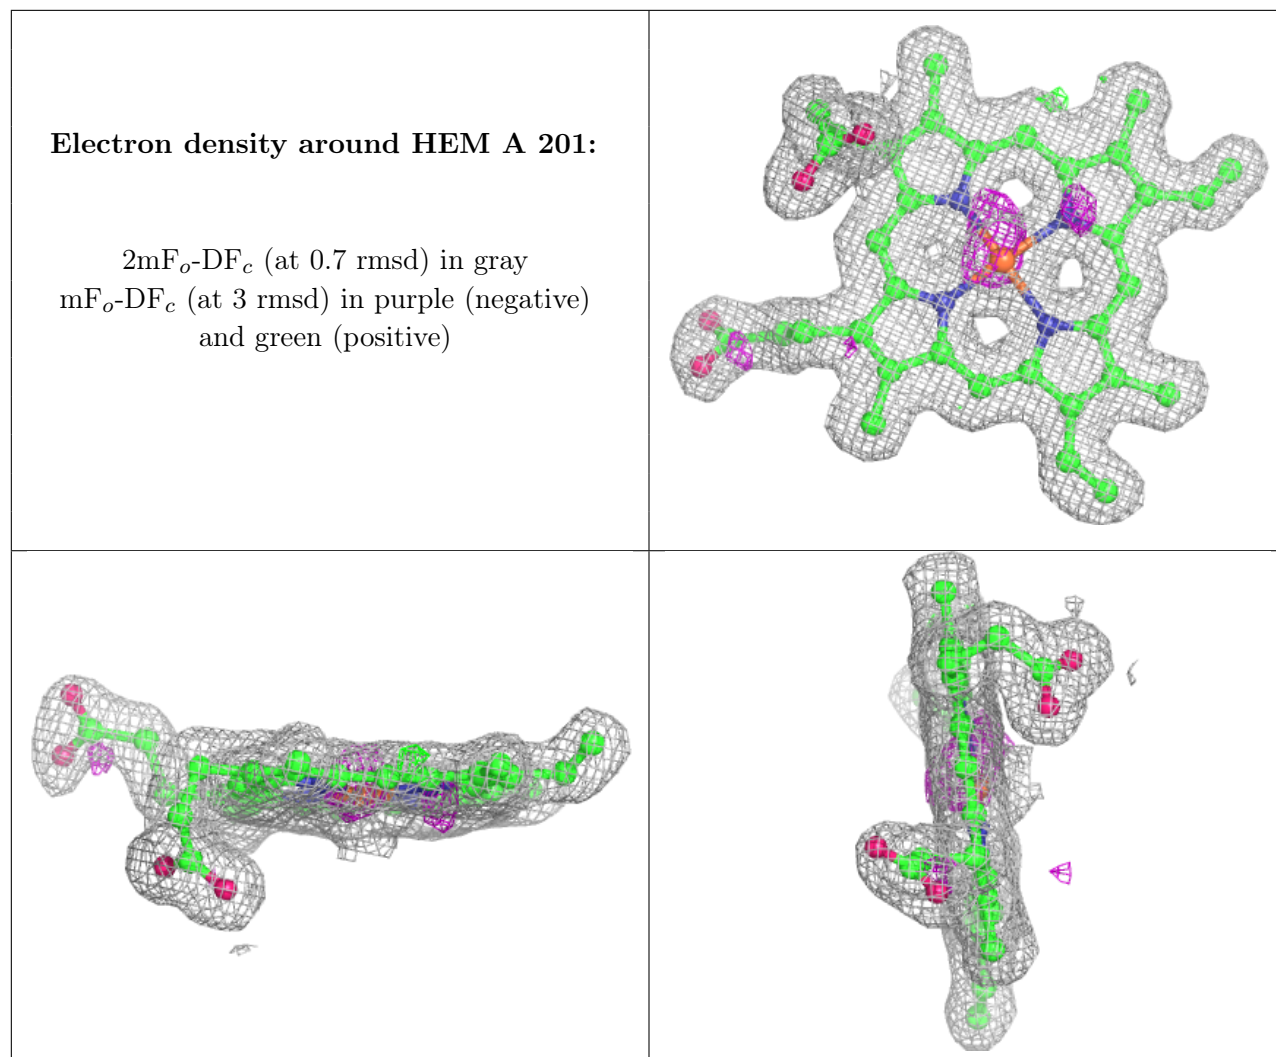 Electron density around HEM A 201:
2mFo-DFc (at 0.7 rmsd) in gray
mFo-DFc (at 3 rmsd) in purple (negative)
and green (positive)